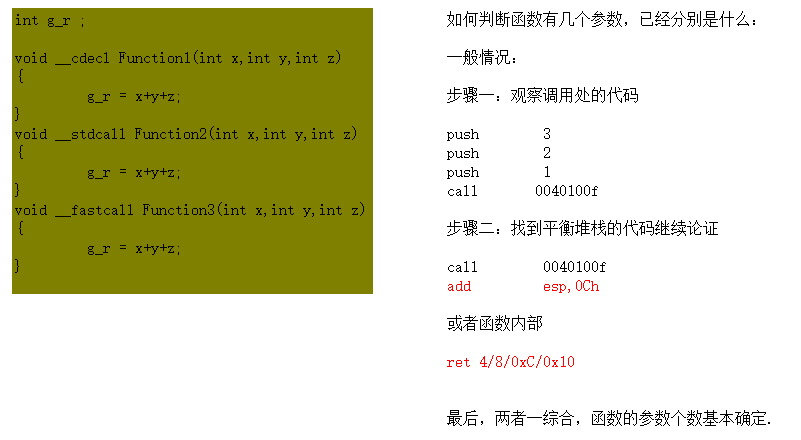 int g_r ;
void __cdecl Function1(int x,int y,int z)
{
g_r = x+y+z;
}
void __stdcall Function2(int x,int y,int z)
{
g_r = x+y+z;
}
void __fastcall Function3(int x,int y,int z)
{
g_r = x+y+z;
}
如何判断函数有几个参数，已经分别是什么：
一般情况：
步骤一：观察调用处的代码
push 3
push 2
push 1
call 0040100f
步骤二：找到平衡堆栈的代码继续论证
call 0040100f
add esp,0Ch
或者函数内部
ret 4/8/0xC/0x10
最后，两者一综合，函数的参数个数基本确定.